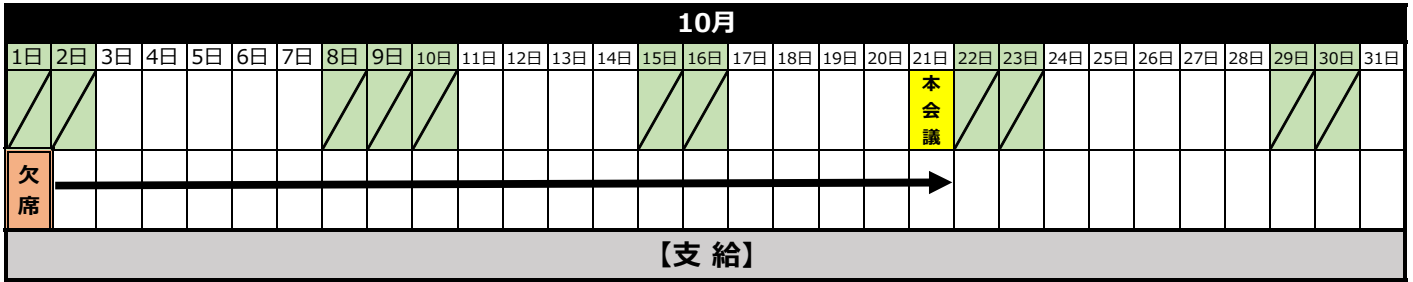 10月
1日 2日 3日 4日 5日 6日 7日 8日 9日 10日 11日 12日 13日 14日 15日 16日 17日 18日 19日 20日 21日 22日 23日 24日 25日 26日 27日 28日 29日 30日 31日
本会議
欠席
【支 給】